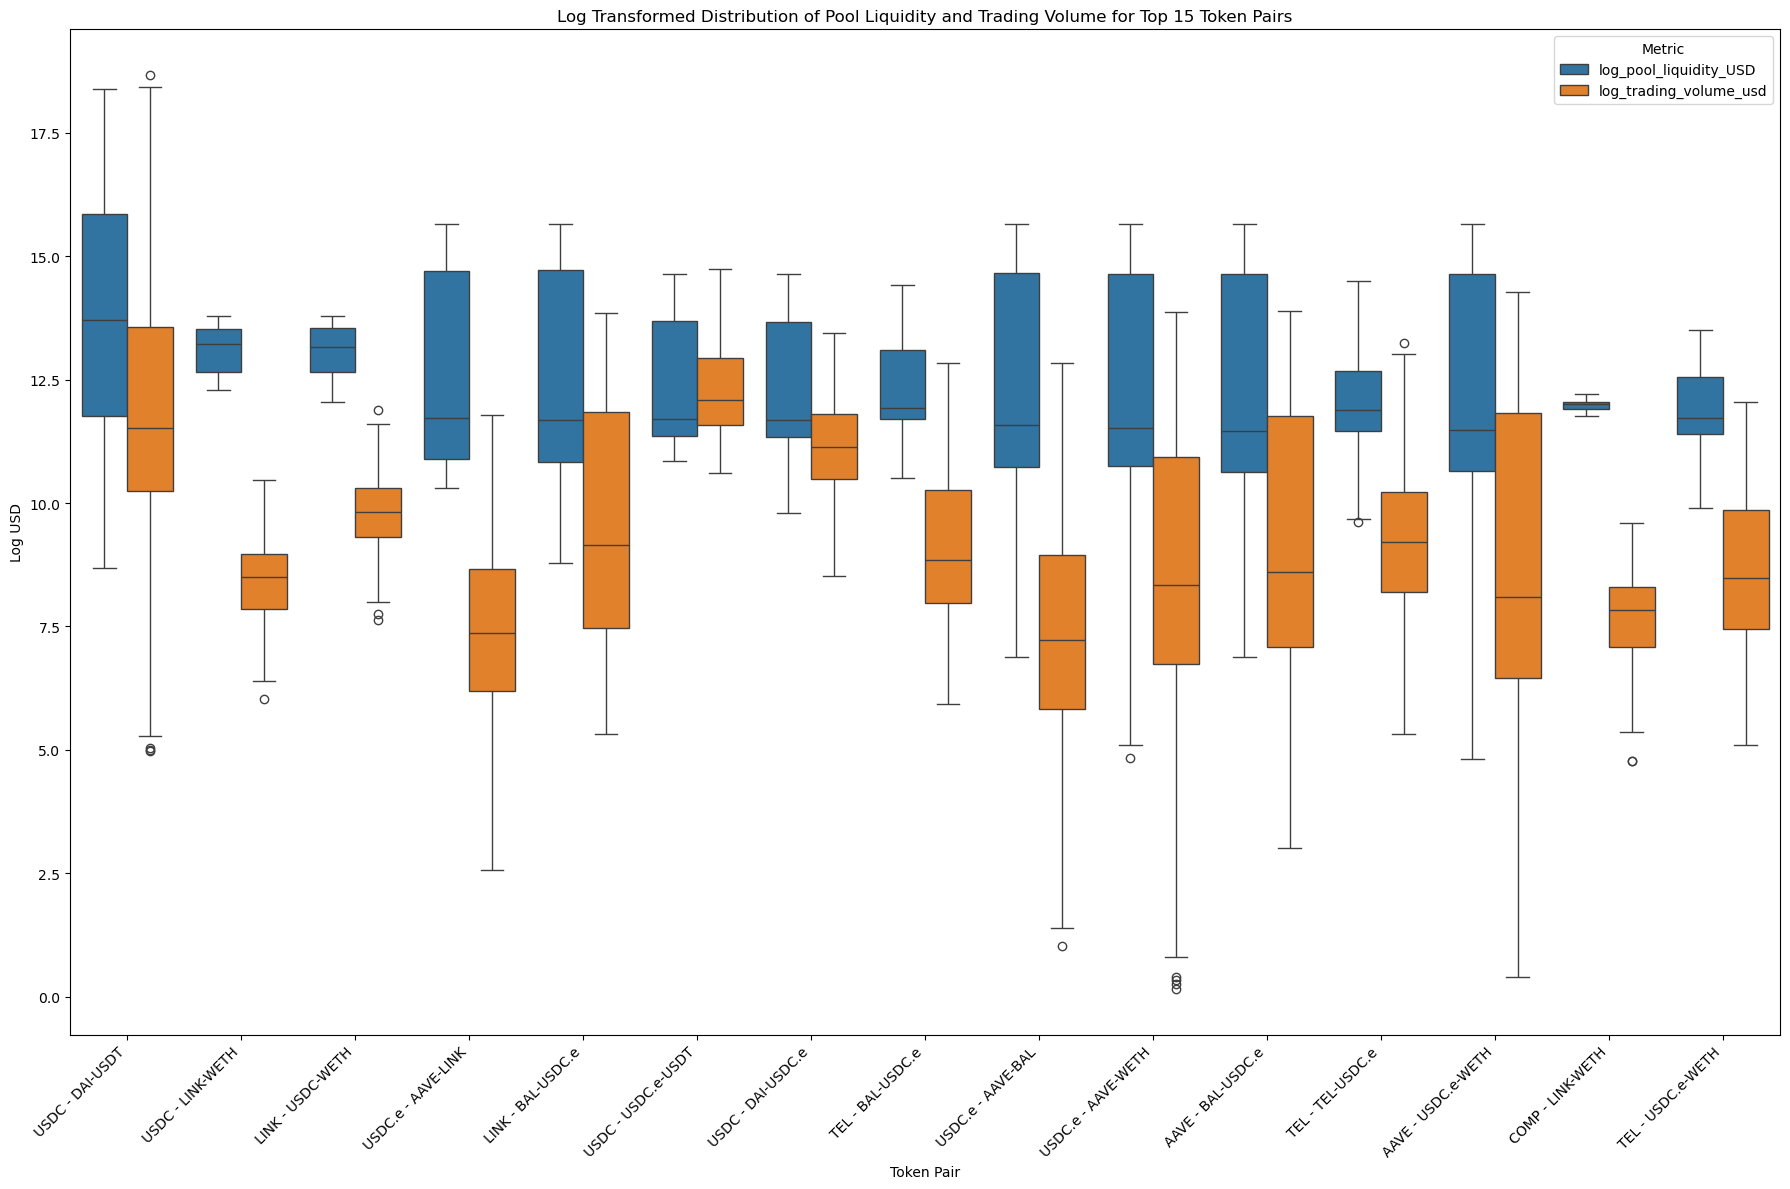 Log Transformed Distribution of Pool Liquidity and Trading Volume for Top 15 Token Pairs
Metric
log_pool_liquidity_USD
log_trading_volume_usd
Log USD
17.5
15.0
12.5
10.0
7.5
5.0
2.5
0.0
USDC - DAI-USDT
USDC - LINK-WETH
LINK - USDC-WETH
USDC.e - AAVE-LINK
LINK - BAL-USDC.e
USDC - USDC.e-USDT
USDC - DAI-USDC.e
TEL - BAL-USDC.e
USDC.e - AAVE-BAL
USDC.e - AAVE-WETH
AAVE - BAL-USDC.e
TEL - TEL-USDC.e
AAVE - USDC.e-WETH
COMP - LINK-WETH
TEL - USDC.e-WETH
Token Pair